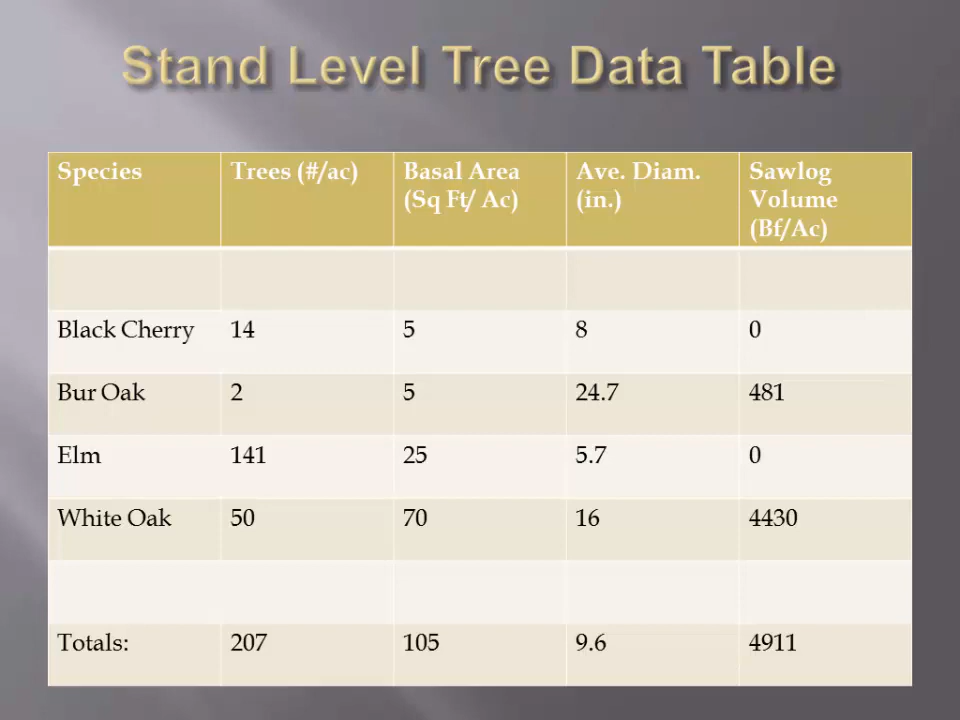 Stand Level Tree Data Table
Species Trees (#/ac) Basal Area (Sq Ft/ Ac) Ave. Diam. (in.) Sawlog Volume (Bf/Ac)
Black Cherry 14 5 8 0
Bur Oak 2 5 24.7 481
Elm 141 25 5.7 0
White Oak 50 70 16 4430
Totals: 207 105 9.6 4911